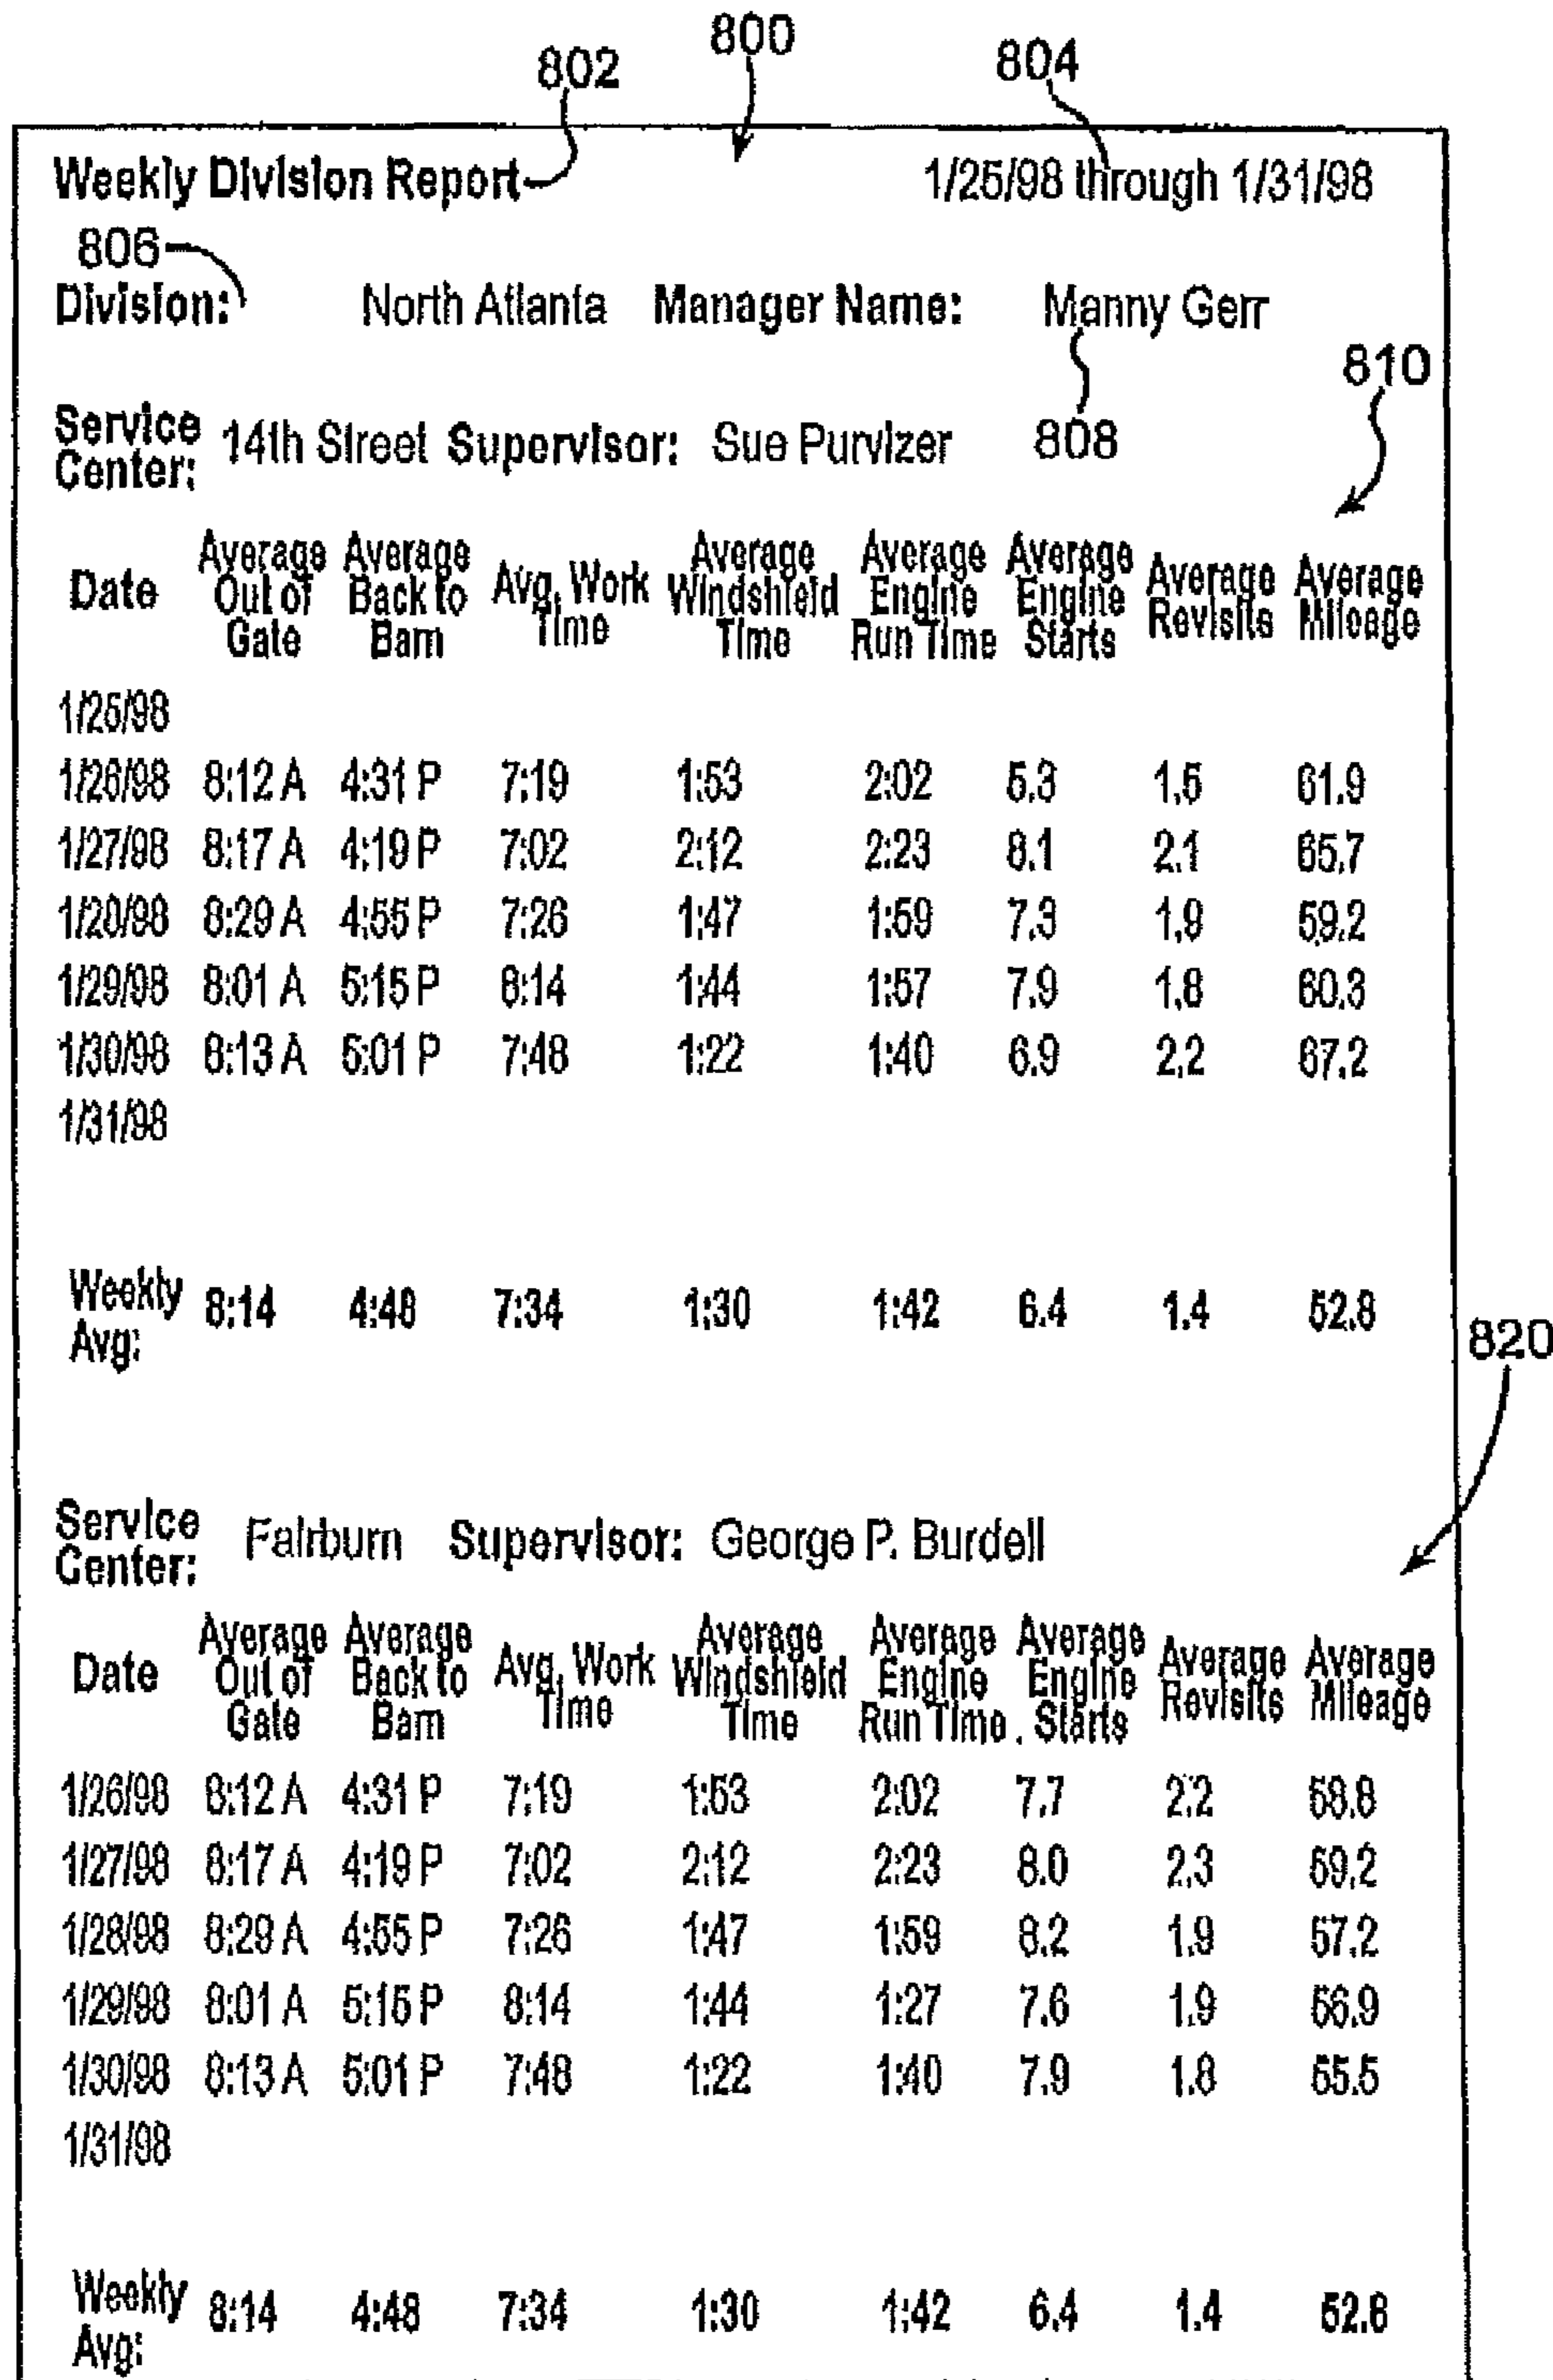 800
802
804
Weekly Division Report
1/25/98 through 1/31/98
806
Division: North Atlanta Manager Name: Manny Gerr
810
Service Center: 14th Street Supervisor: Sue Purvizer
808
Date Average Out of Gate Average Back to Barn Avg. Work Time Average Windshield Time Average Engine Run Time Average Engine Starts Average Revisits Average Mileage
1/25/98
1/26/98 8:12 A 4:31 P 7:19 1:53 2:02 5.3 1.5 61.9
1/27/98 8:17 A 4:19 P 7:02 2:12 2:23 8.1 2.1 65.7
1/28/98 8:29 A 4:55 P 7:26 1:47 1:59 7.3 1.9 59.2
1/29/98 8:01 A 5:15 P 8:14 1:44 1:57 7.9 1.8 60.3
1/30/98 8:13 A 5:01 P 7:48 1:22 1:40 6.9 2.2 67.2
1/31/98
Weekly Avg: 8:14 4:48 7:34 1:30 1:42 6.4 1.4 52.8
820
Service Center: Fairburn Supervisor: George P. Burdell
Date Average Out of Gate Average Back to Barn Avg. Work Time Average Windshield Time Average Engine Run Time Average Engine Starts Average Revisits Average Mileage
1/26/98 8:12 A 4:31 P 7:19 1:53 2:02 7.7 2.2
1/27/98 8:17 A 4:19 P 7:02 2:12 2:23 8.0 2.3
1/28/98 8:29 A 4:55 P 7:26 1:47 1:59 8.2 1.9 57.2
1/29/98 8:01 A 5:15 P 8:14 1:44 1:27 7.6 1.9
1/30/98 8:13 A 5:01 P 7:48 1:22 1:40 7.9 1.8
1/31/98
Weekly Avg: 8:14 4:48 7:34 1:30 1:42 6.4 1.4 52.8